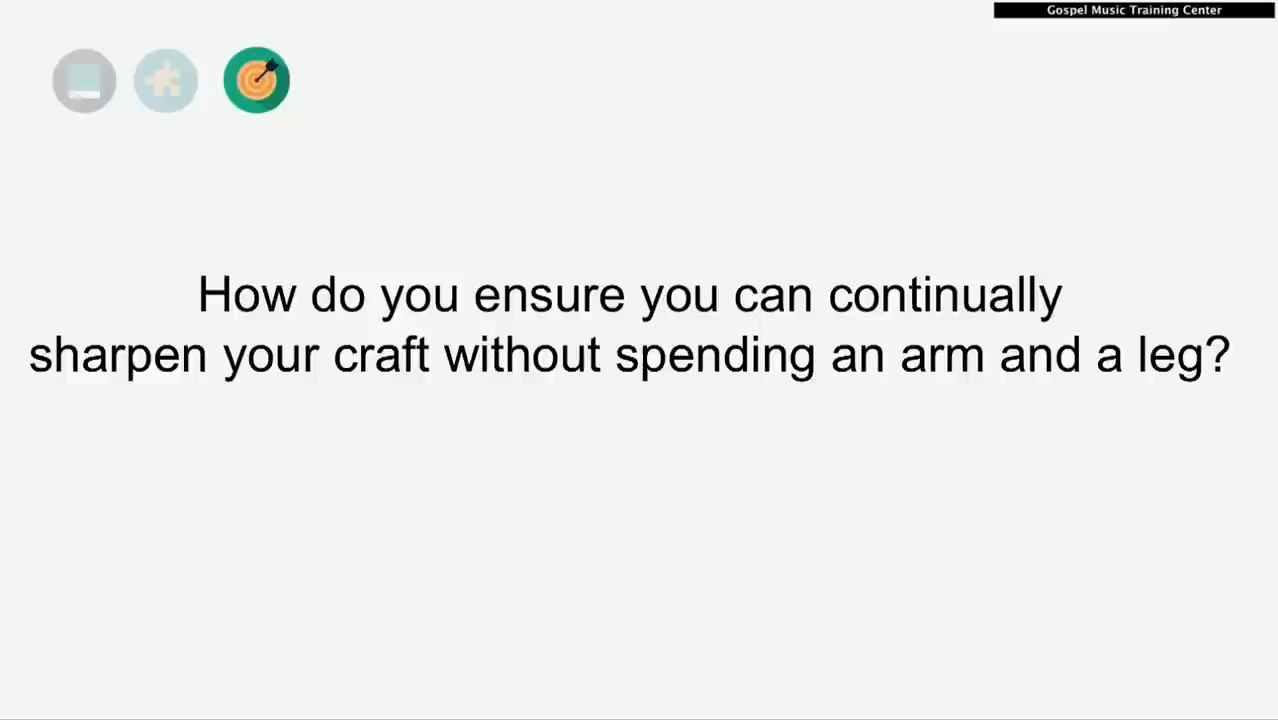 Gospel Music Training Center
How do you ensure you can continually
sharpen your craft without spending an arm and a leg?